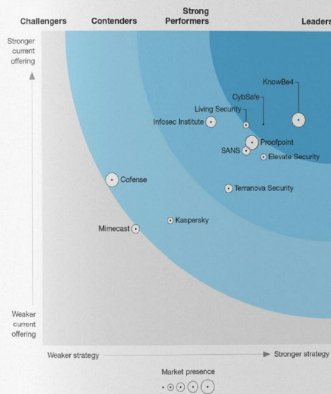 Challengers
Contenders
Strong
Performers
Leaders
Stronger
current
offering
KnowBe4
CybSafe
Living Security
Infosec Institute
Proofpoint
SANS
Elevate Security
Cofense
Terranova Security
Kaspersky
Mimecast
Weaker
current
offering
Weaker strategy
Stronger strategy
Market presence